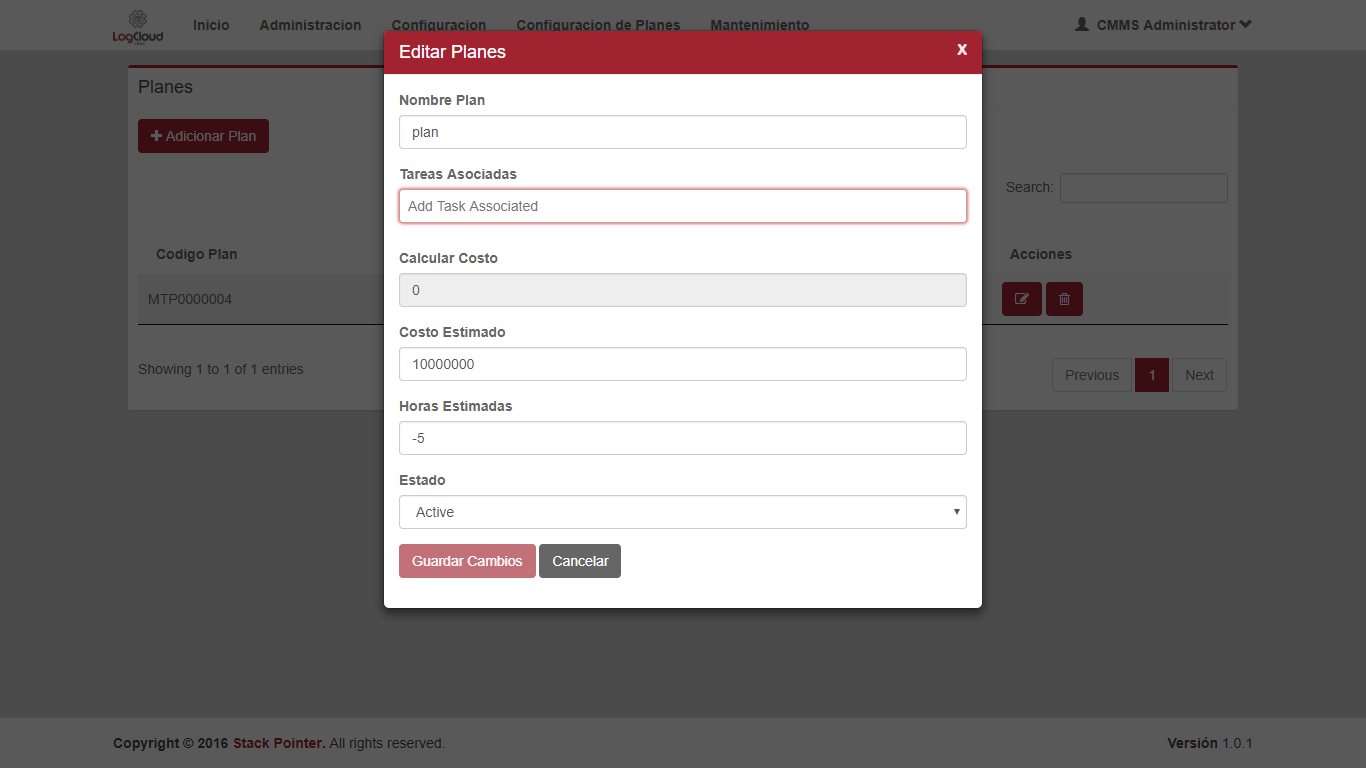 LogCloud
Inicio Administracion Configuracion Configuracion de Planes Mantenimiento CMMS Administrator
Editar Planes X
Planes
Nombre Plan
Adicionar Plan
plan
Tareas Asociadas
Search:
Add Task Associated
Codigo Plan
Calcular Costo
Acciones
MTP0000004
0
Costo Estimado
10000000
Showing 1 to 1 of 1 entries
Previous 1 Next
Horas Estimadas
-5
Estado
Active
Guardar Cambios Cancelar
Copyright © 2016 Stack Pointer. All rights reserved. Versión 1.0.1